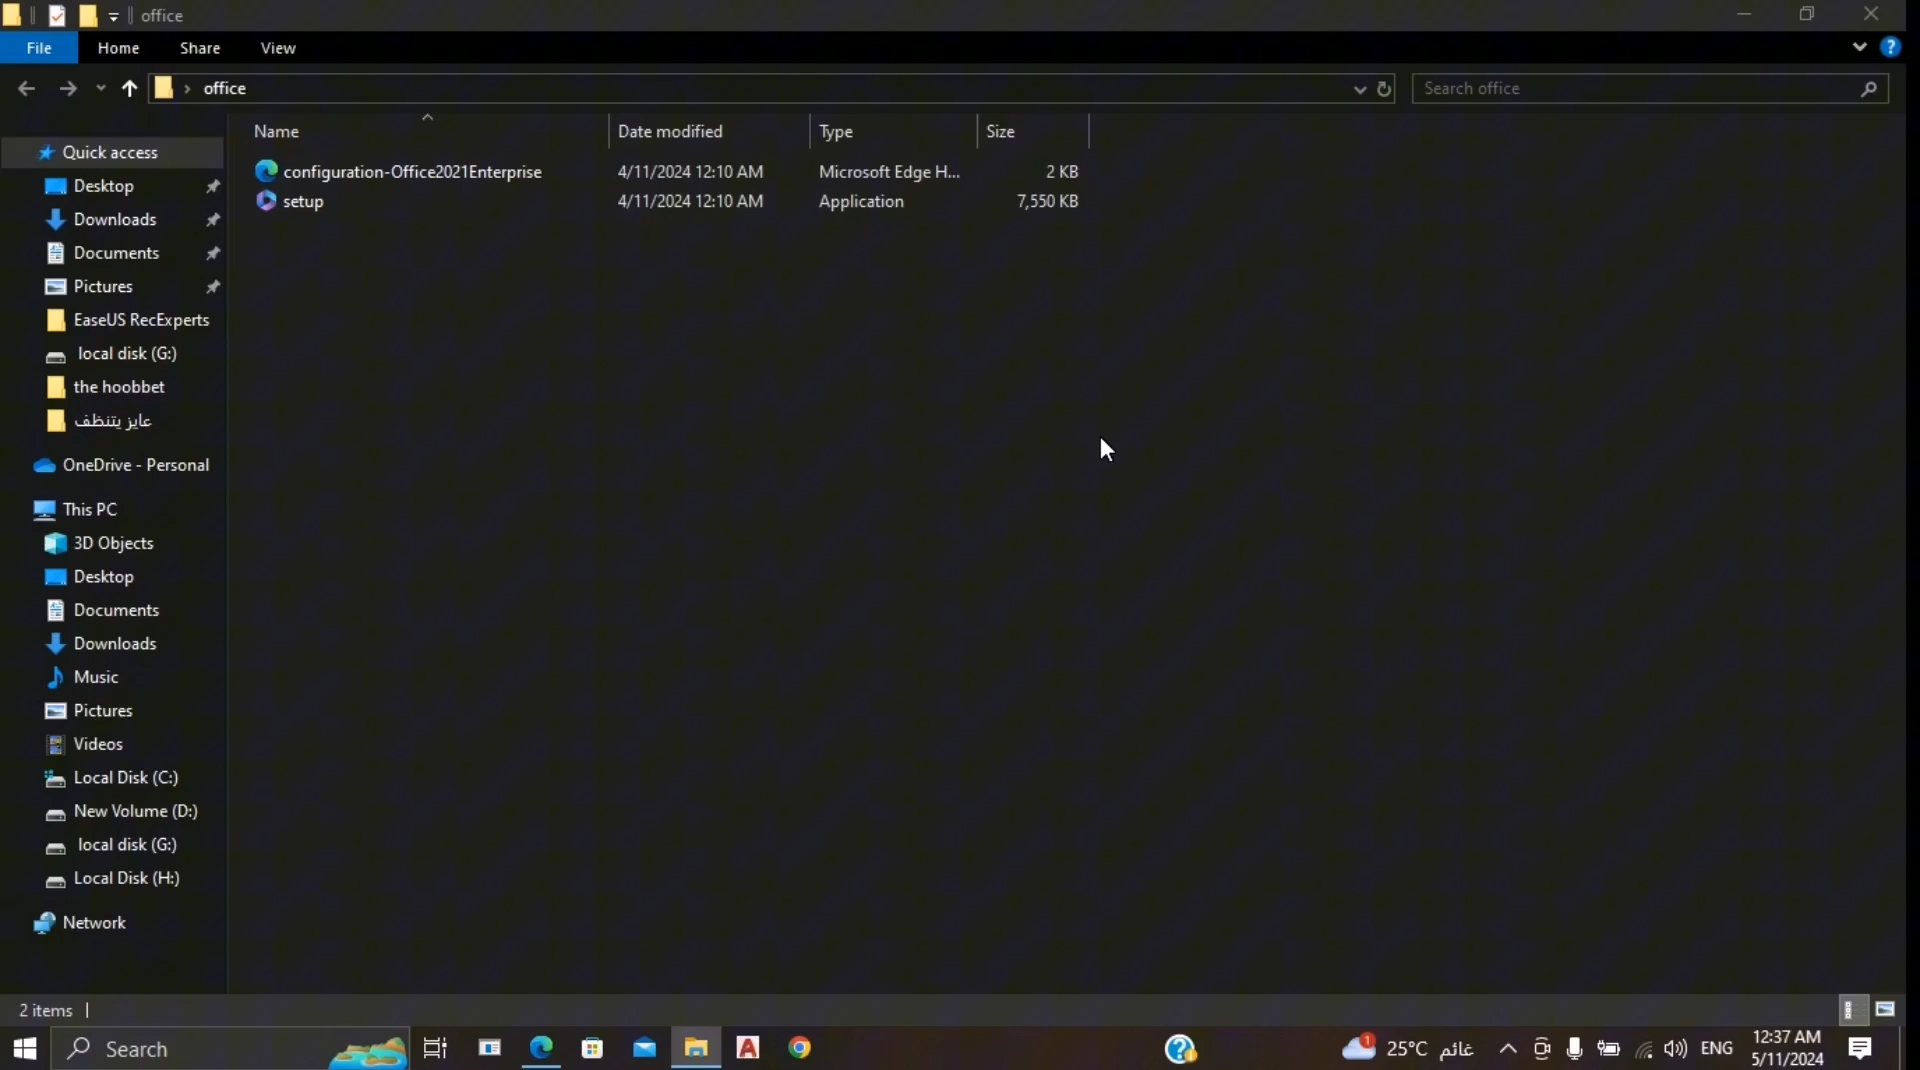 office
File Home Share View
office
Search office
Name Date modified Type Size
configuration-Office2021Enterprise 4/11/2024 12:10 AM Microsoft Edge H... 2 KB
setup 4/11/2024 12:10 AM Application 7,550 KB
Quick access
Desktop
Downloads
Documents
Pictures
EaseUS RecExperts
local disk (G:)
the hoobbet
عايز يتنظف
OneDrive - Personal
This PC
3D Objects
Desktop
Documents
Downloads
Music
Pictures
Videos
Local Disk (C:)
New Volume (D:)
local disk (G:)
Local Disk (H:)
Network
2 items
Search
1
25°C غائم
ENG
12:37 AM
5/11/2024